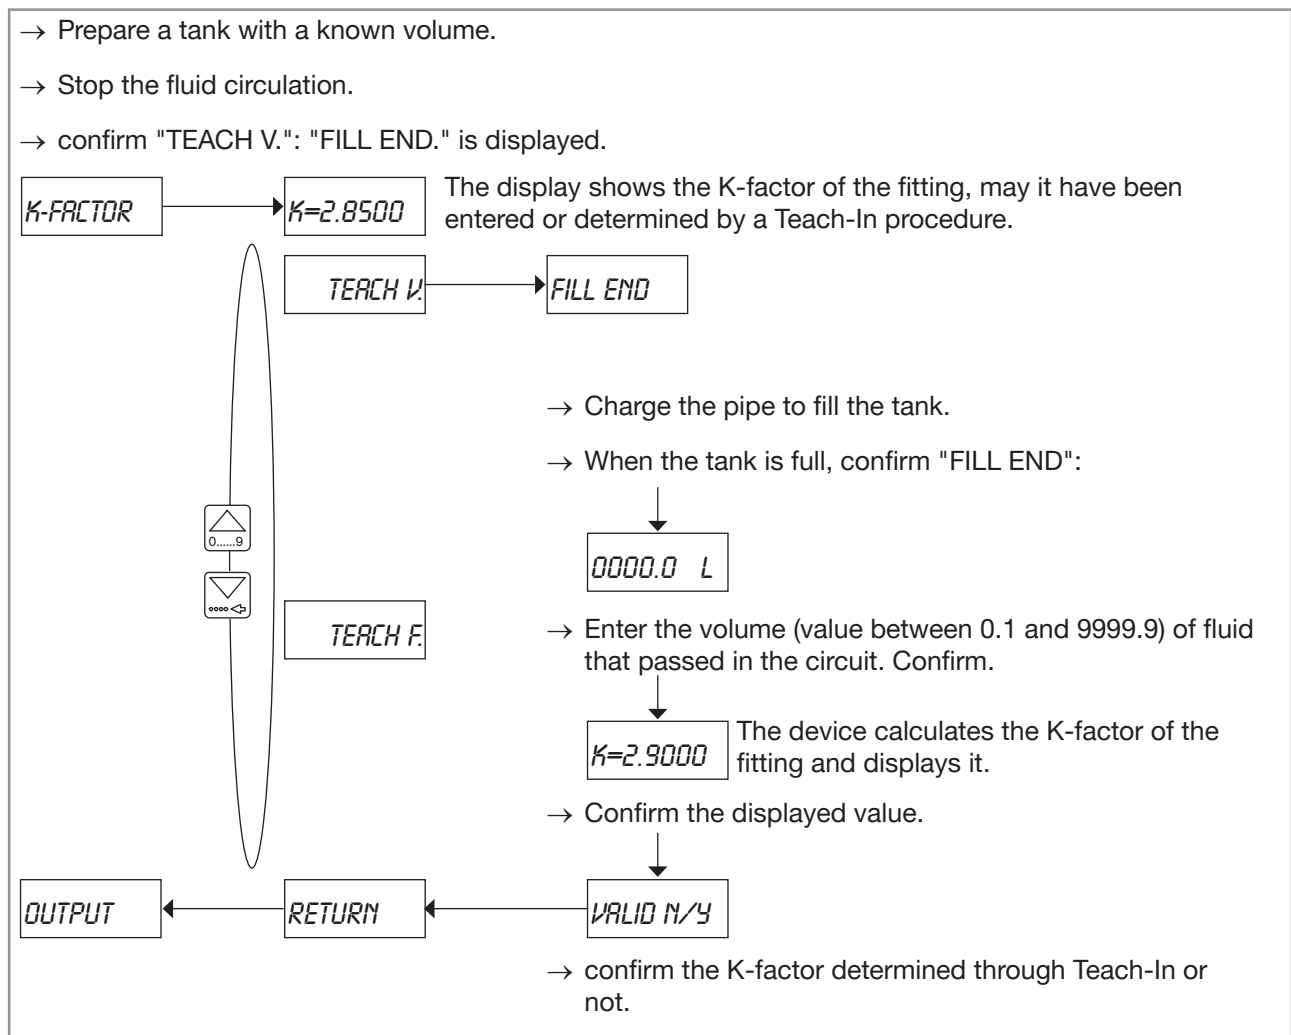 → Prepare a tank with a known volume.
→ Stop the fluid circulation.
→ confirm "TEACH V.": "FILL END." is displayed.
K-FACTOR
K=2.8500
The display shows the K-factor of the fitting, may it have been
entered or determined by a Teach-In procedure.
TEACH V.
FILL END
→ Charge the pipe to fill the tank.
→ When the tank is full, confirm "FILL END":
0......9
0000.0 L
TEACH F.
→ Enter the volume (value between 0.1 and 9999.9) of fluid
that passed in the circuit. Confirm.
K=2.9000
The device calculates the K-factor of the
fitting and displays it.
→ Confirm the displayed value.
OUTPUT
RETURN
VALID N/Y
→ confirm the K-factor determined through Teach-In or
not.